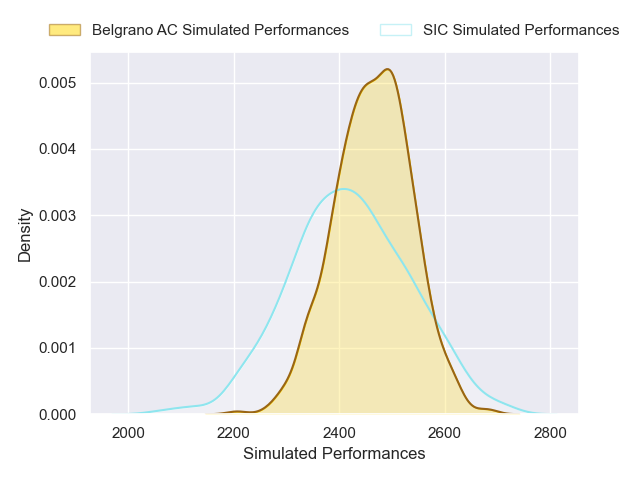 Belgrano AC Simulated Performances SIC Simulated Performances
0.005
0.004
0.003
0.002
0.001
0.000
Density
2000 2200 2400 2600 2800
Simulated Performances